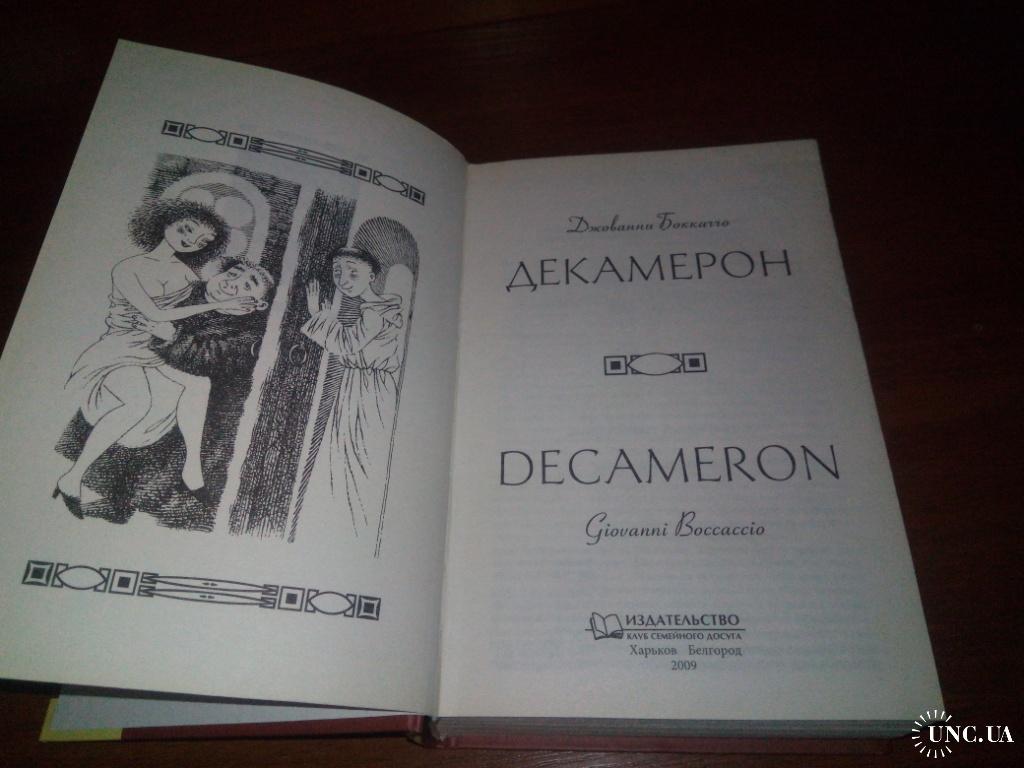 Джованни Боккаччо
ДЕКАМЕРОН
DECAMERON
Giovanni Boccaccio
ИЗДАТЕЛЬСТВО
КЛУБ СЕМЕЙНОГО ДОСУГА
Харьков Белгород
2009
UNC.UA